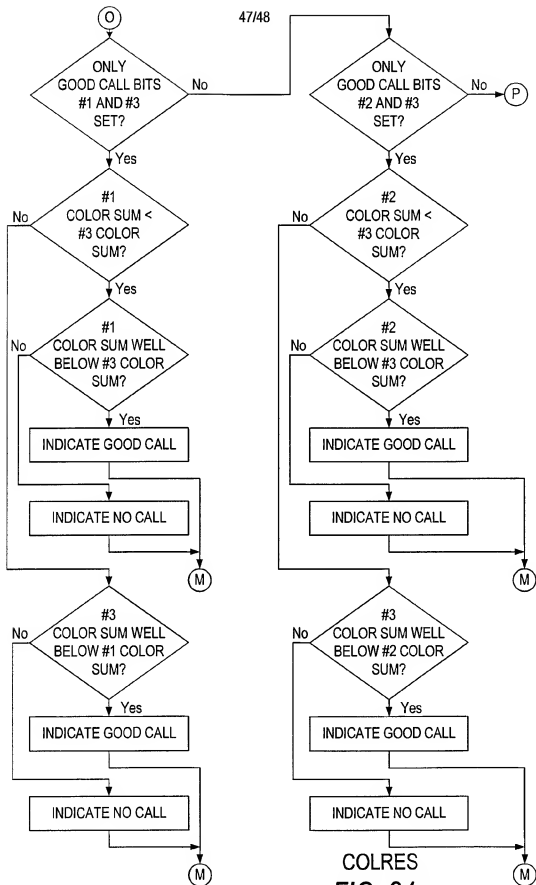 O
47/48
ONLY
GOOD CALL BITS
#1 AND #3
SET?
No
Yes
#1
COLOR SUM <
#3 COLOR
SUM?
No
Yes
#1
COLOR SUM WELL
BELOW #3 COLOR
SUM?
No
Yes
INDICATE GOOD CALL
INDICATE NO CALL
M
#3
COLOR SUM WELL
BELOW #1 COLOR
SUM?
No
Yes
INDICATE GOOD CALL
INDICATE NO CALL
M
ONLY
GOOD CALL BITS
#2 AND #3
SET?
No
P
Yes
#2
COLOR SUM <
#3 COLOR
SUM?
No
Yes
#2
COLOR SUM WELL
BELOW #3 COLOR
SUM?
No
Yes
INDICATE GOOD CALL
INDICATE NO CALL
M
#3
COLOR SUM WELL
BELOW #2 COLOR
SUM?
No
Yes
INDICATE GOOD CALL
INDICATE NO CALL
M
COLRES